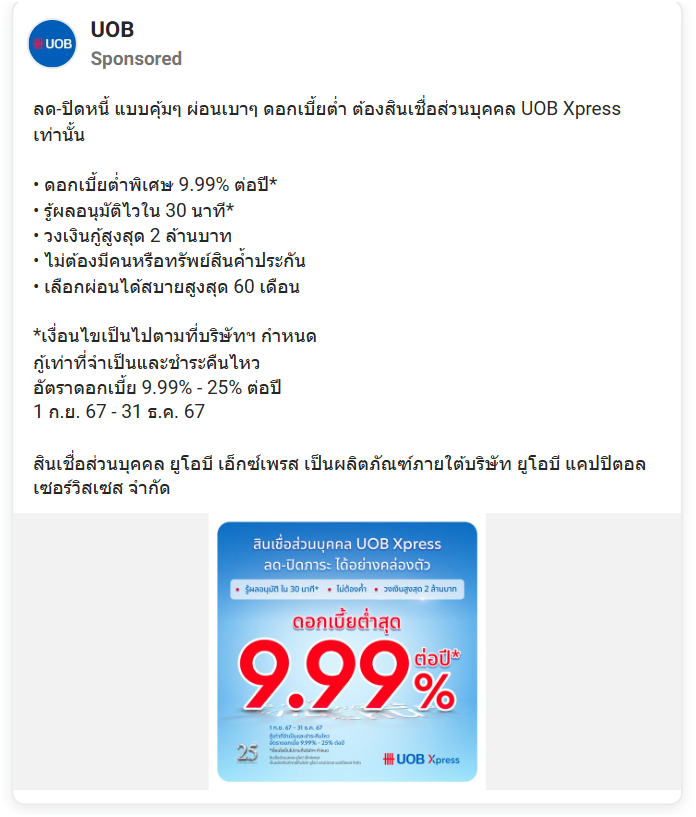 UOB
UOB
Sponsored
ลด-ปิดหนี้ แบบคุ้มๆ ผ่อนเบาๆ ดอกเบี้ยต่ำ ต้องสินเชื่อส่วนบุคคล UOB Xpress
เท่านั้น
• ดอกเบี้ยต่ำพิเศษ 9.99% ต่อปี*
• รู้ผลอนุมัติไวใน 30 นาที*
• วงเงินกู้สูงสุด 2 ล้านบาท
• ไม่ต้องมีคนหรือทรัพย์สินค้ำประกัน
• เลือกผ่อนได้สบายสูงสุด 60 เดือน
*เงื่อนไขเป็นไปตามที่บริษัทฯ กำหนด
กู้เท่าที่จำเป็นและชำระคืนไหว
อัตราดอกเบี้ย 9.99% - 25% ต่อปี
1 ก.ย. 67 - 31 ธ.ค. 67
สินเชื่อส่วนบุคคล ยูโอบี เอ็กซ์เพรส เป็นผลิตภัณฑ์ภายใต้บริษัท ยูโอบี แคปปิตอล
เซอร์วิสเซส จำกัด
สินเชื่อส่วนบุคคล UOB Xpress
ลด-ปิดภาระ ได้อย่างคล่องตัว
• รู้ผลอนุมัติ ใน 30 นาที* • ไม่ต้องค้ำ • วงเงินสูงสุด 2 ล้านบาท
ดอกเบี้ยต่ำสุด
9.99% ต่อปี*
1 ก.ย. 67 - 31 ธ.ค. 67
กู้เท่าที่จำเป็นและชำระคืนไหว
อัตราดอกเบี้ย 9.99% - 25% ต่อปี
25
UOB Xpress